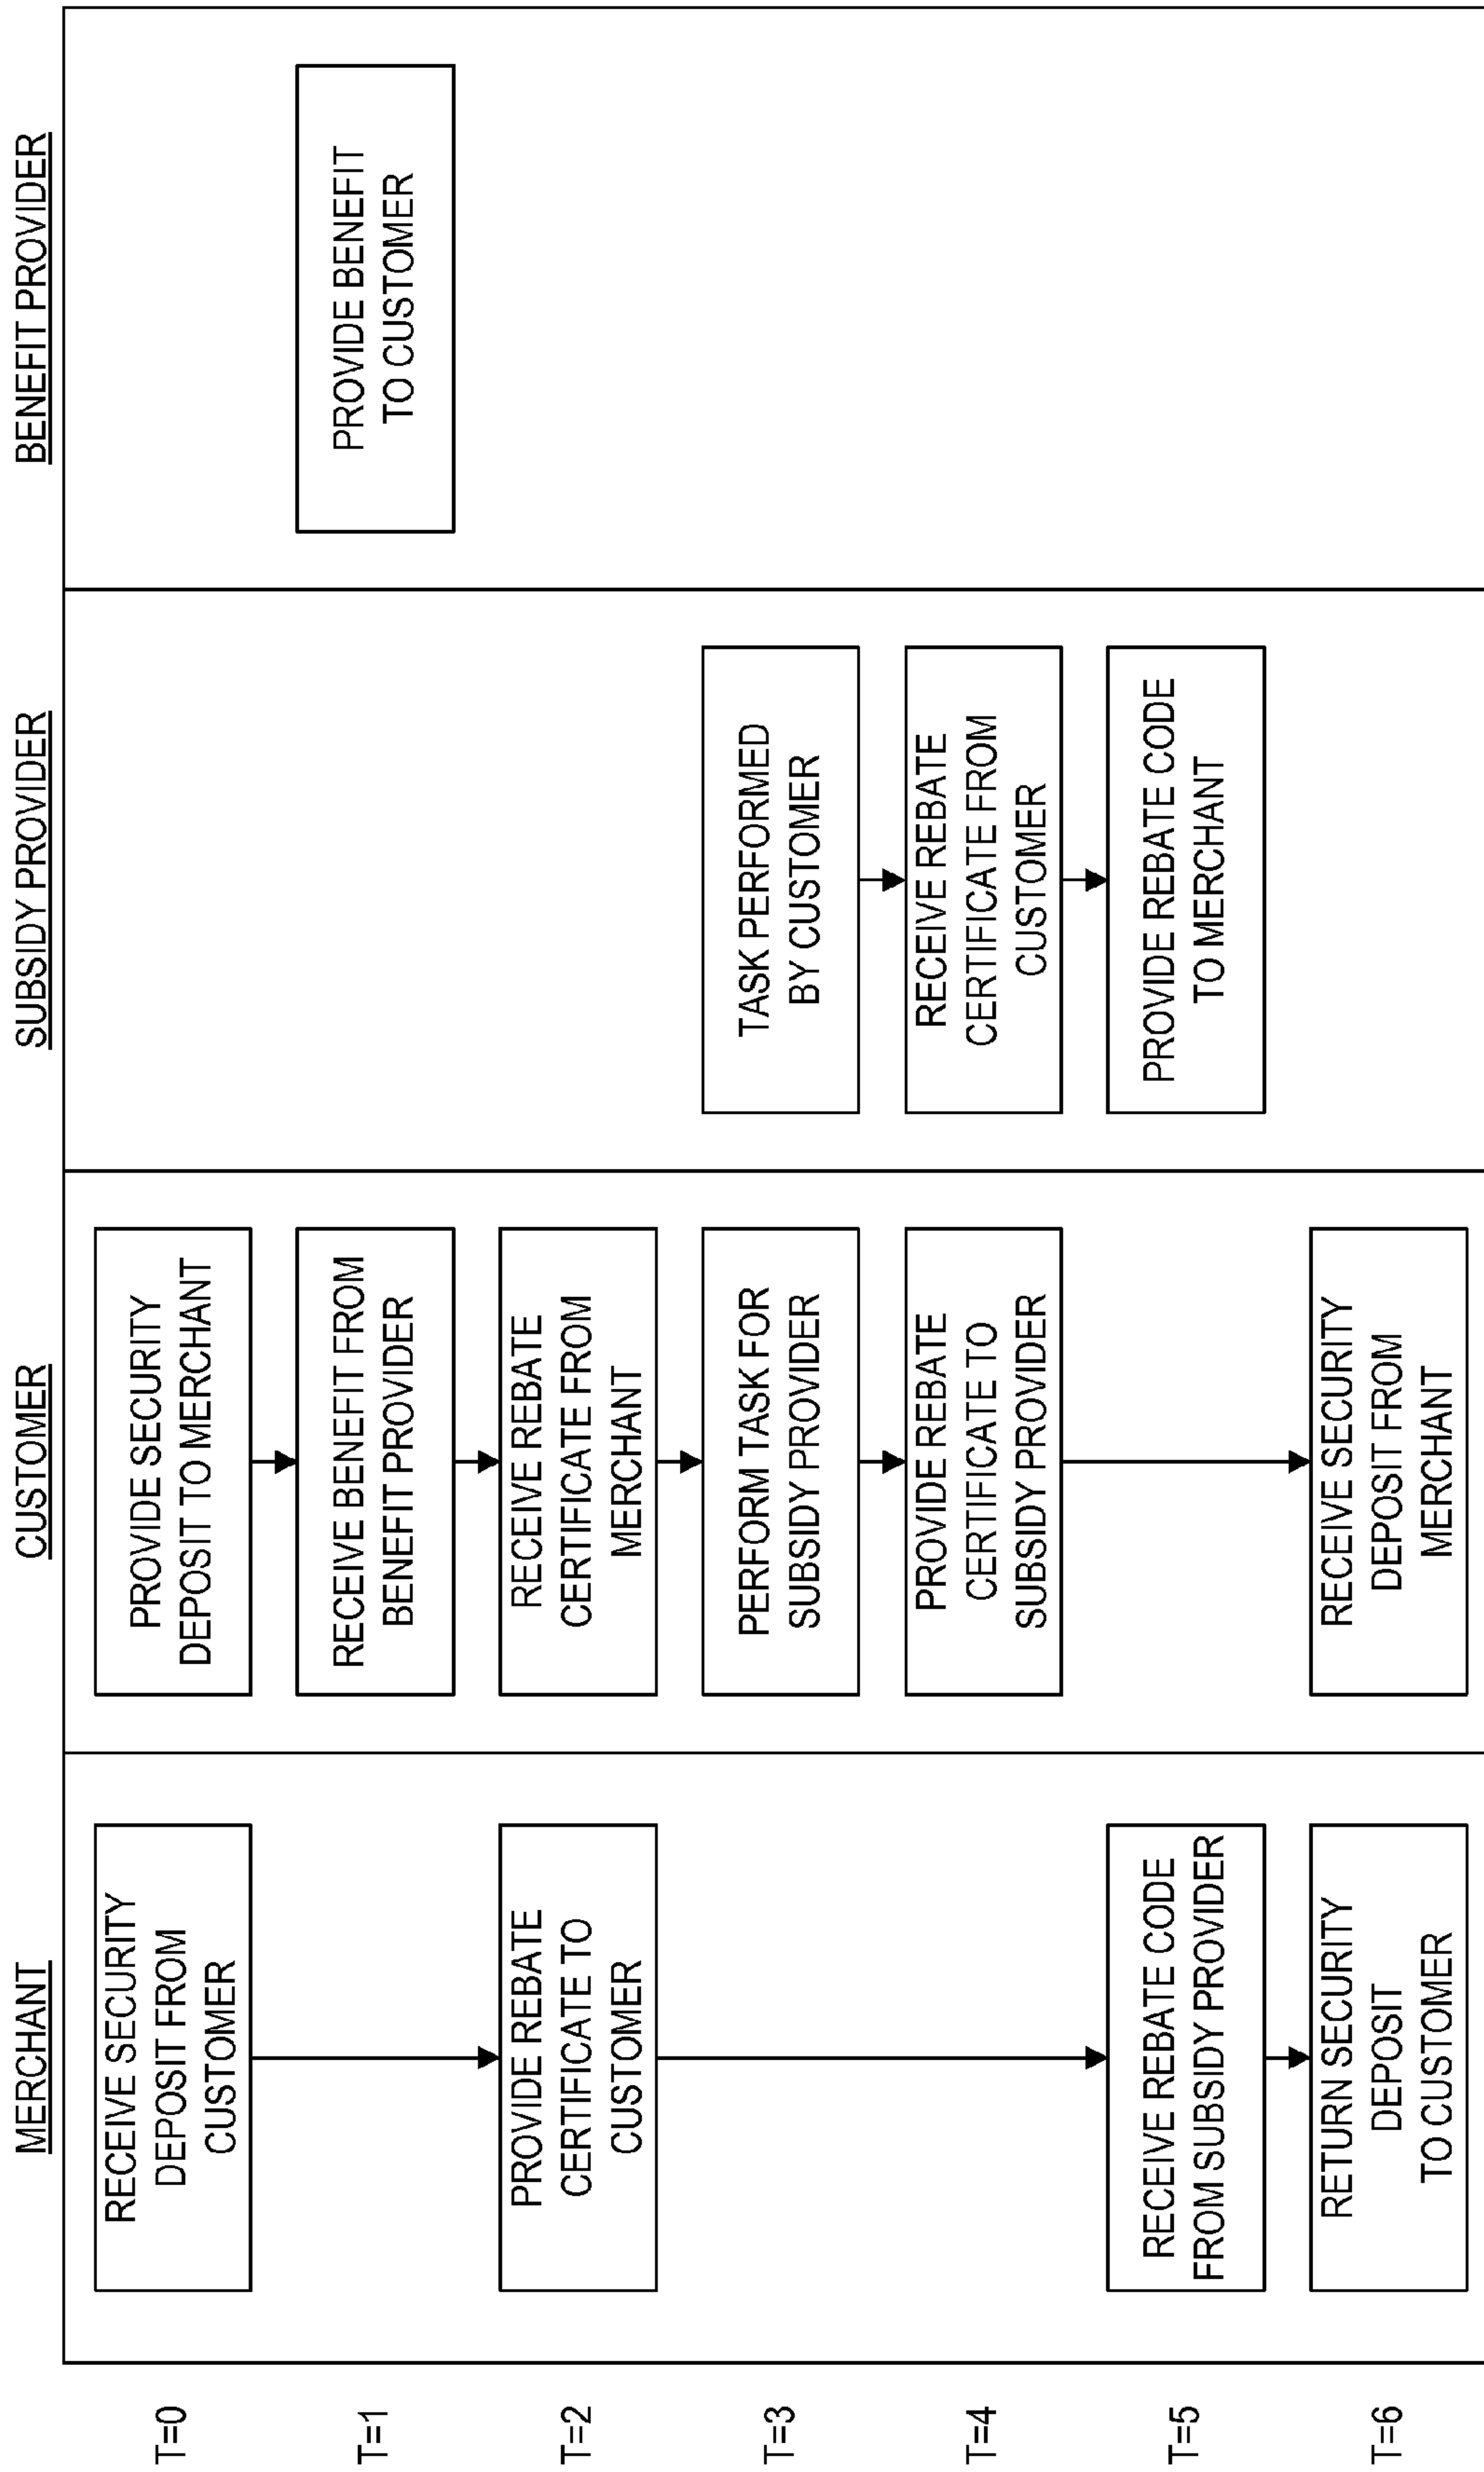 MERCHANT
CUSTOMER
SUBSIDY PROVIDER
BENEFIT PROVIDER
T=0
RECEIVE SECURITY
DEPOSIT FROM
CUSTOMER
PROVIDE SECURITY
DEPOSIT TO MERCHANT
T=1
RECEIVE BENEFIT FROM
BENEFIT PROVIDER
PROVIDE BENEFIT
TO CUSTOMER
T=2
PROVIDE REBATE
CERTIFICATE TO
CUSTOMER
RECEIVE REBATE
CERTIFICATE FROM
MERCHANT
T=3
PERFORM TASK FOR
SUBSIDY PROVIDER
TASK PERFORMED
BY CUSTOMER
T=4
PROVIDE REBATE
CERTIFICATE TO
SUBSIDY PROVIDER
RECEIVE REBATE
CERTIFICATE FROM
CUSTOMER
T=5
RECEIVE REBATE CODE
FROM SUBSIDY PROVIDER
PROVIDE REBATE CODE
TO MERCHANT
T=6
RETURN SECURITY
DEPOSIT
TO CUSTOMER
RECEIVE SECURITY
DEPOSIT FROM
MERCHANT